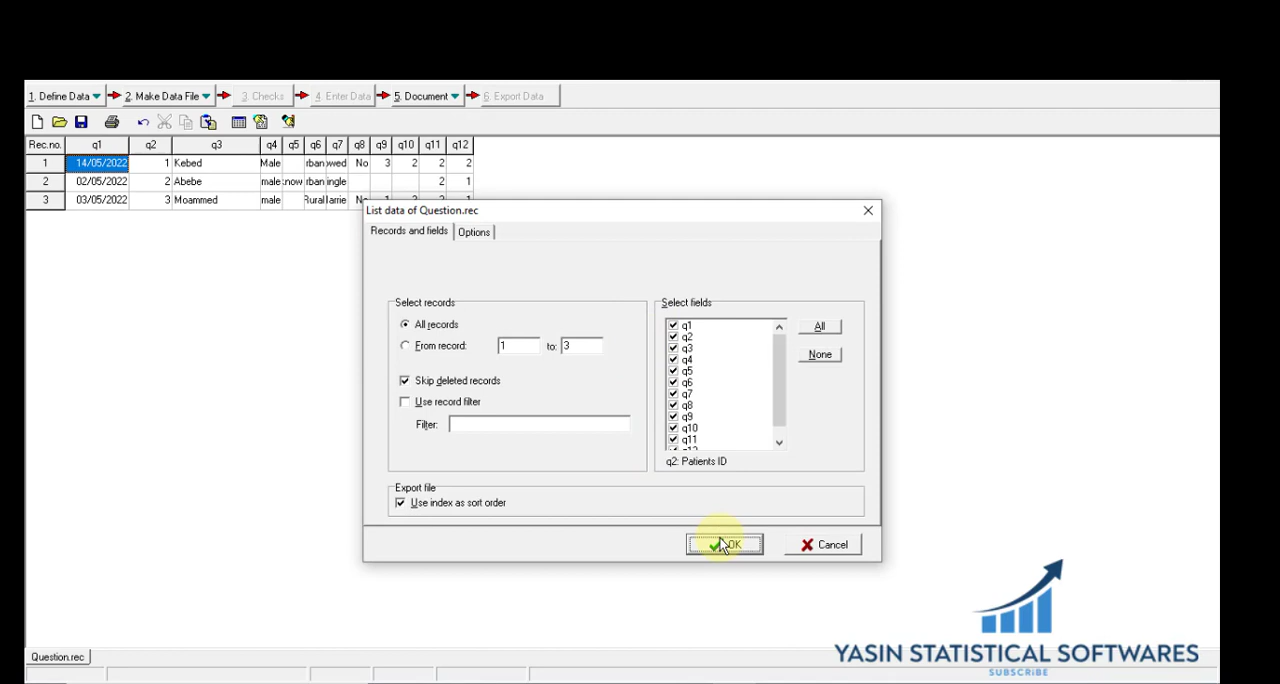 1. Define Data 2. Make Data File 3. Checks 4. Enter Data 5. Document 6. Export Data
Rec.no. q1 q2 q3 q4 q5 q6 q7 q8 q9 q10 q11 q12
1 14/05/2022 1 Kebed Male rban wed No 3 2 2 2
2 02/05/2022 2 Abebe male now rban ingle 2 1
3 03/05/2022 3 Moammed male Rural larrie
List data of Question.rec
Records and fields Options
Select records
All records
From record: 1 to: 3
Skip deleted records
Use record filter
Filter:
Select fields
q1
q2
q3
q4
q5
q6
q7
q8
q9
q10
q11
All
None
q2: Patients ID
Export file
Use index as sort order
OK Cancel
YASIN STATISTICAL SOFTWARES
SUBSCRIBE
Question.rec